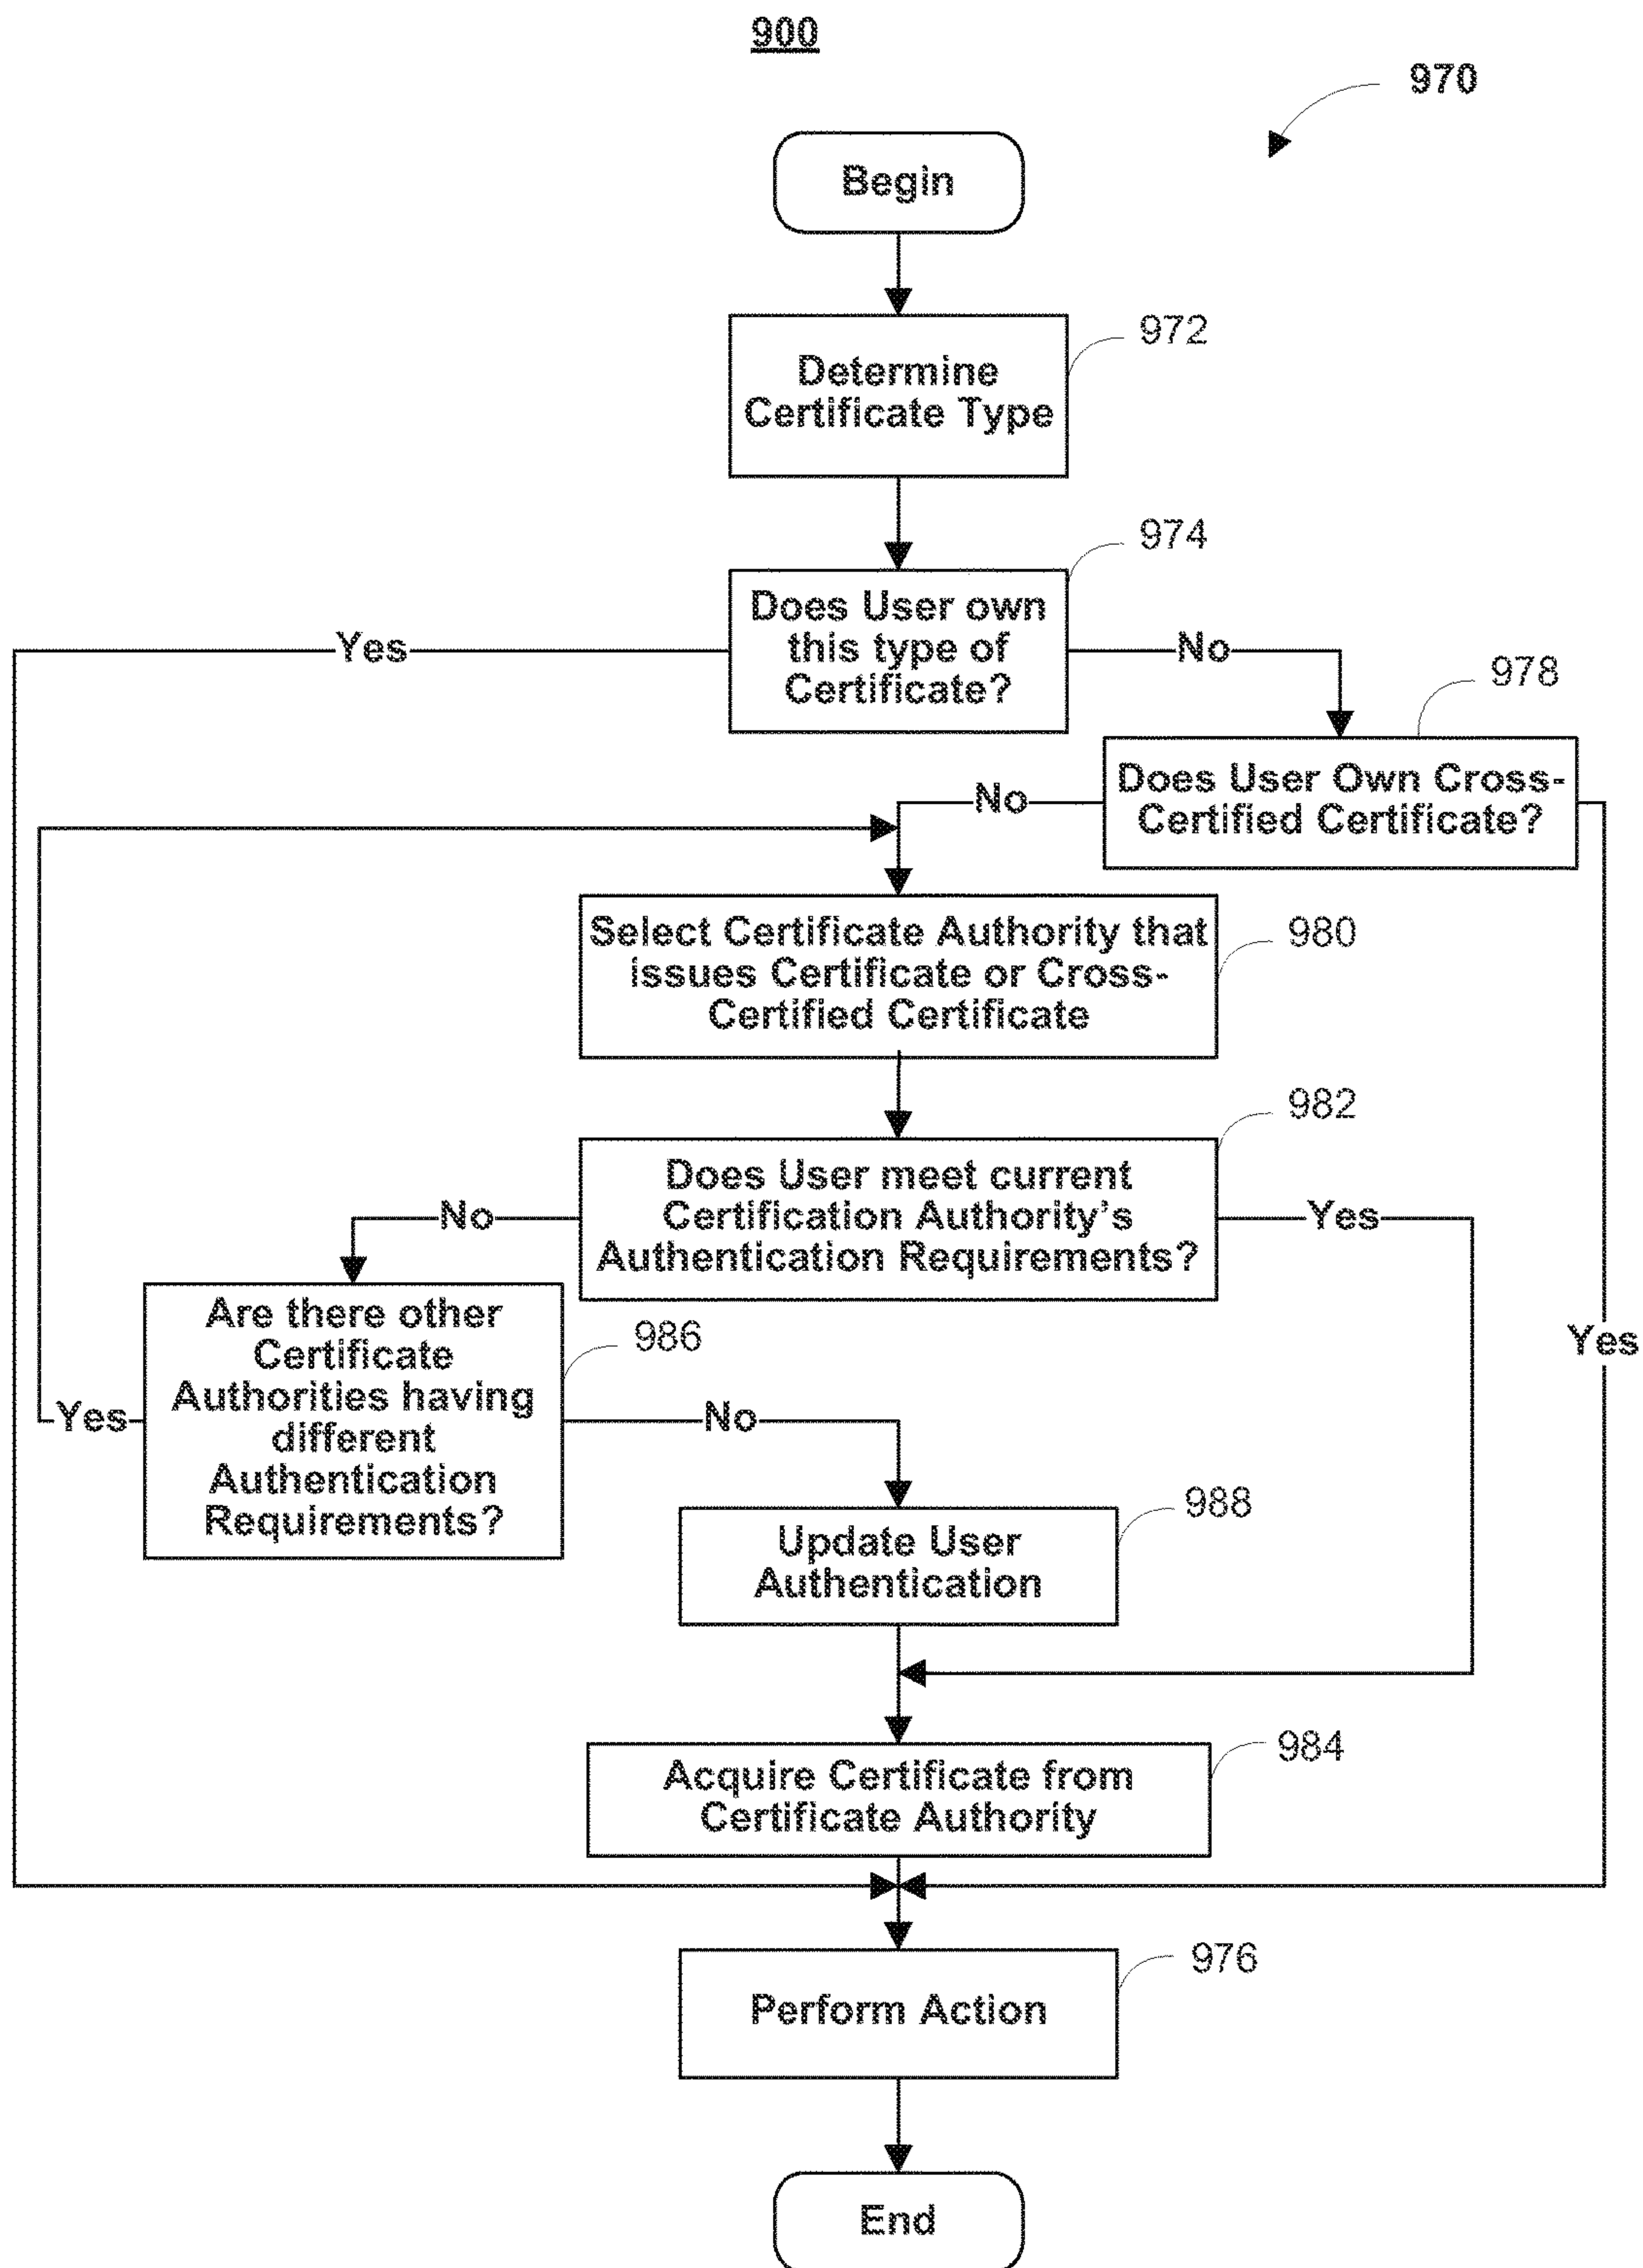 900
970
Begin
972
Determine
Certificate Type
974
Does User own
this type of
Certificate?
Yes
No
978
Does User Own Cross-
Certified Certificate?
No
Select Certificate Authority that
issues Certificate or Cross-
Certified Certificate
980
982
Does User meet current
Certification Authority's
Authentication Requirements?
No
Yes
Are there other
Certificate
Authorities having
different
Authentication
Requirements?
986
Yes
Yes
No
988
Update User
Authentication
984
Acquire Certificate from
Certificate Authority
976
Perform Action
End